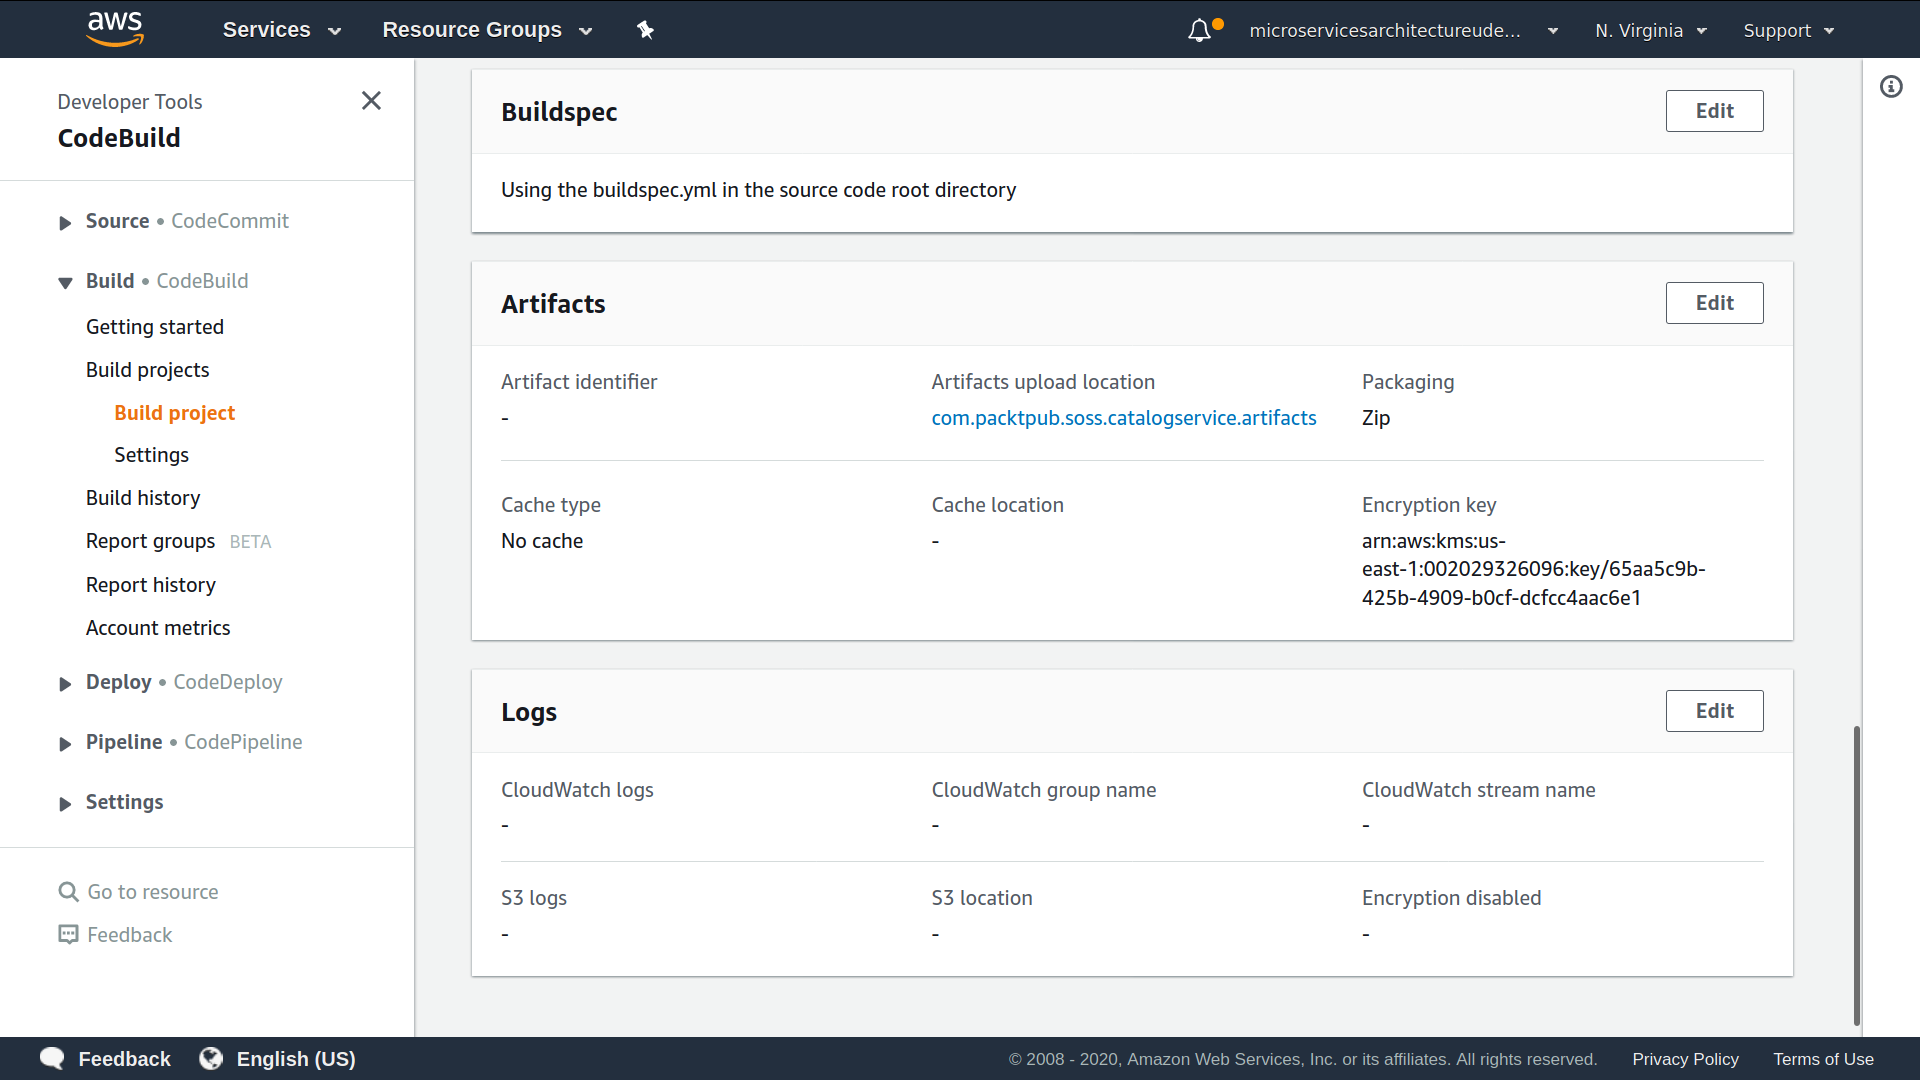 aws
Services
Resource Groups
microservicesarchitectureude...
N. Virginia
Support
Developer Tools
CodeBuild
Source • CodeCommit
Build • CodeBuild
Getting started
Build projects
Build project
Settings
Build history
Report groups BETA
Report history
Account metrics
Deploy • CodeDeploy
Pipeline • CodePipeline
Settings
Go to resource
Feedback
Buildspec
Edit
Using the buildspec.yml in the source code root directory
Artifacts
Edit
Artifact identifier
-
Artifacts upload location
com.packtpub.soss.catalogservice.artifacts
Packaging
Zip
Cache type
No cache
Cache location
-
Encryption key
arn:aws:kms:us-
east-1:002029326096:key/65aa5c9b-
425b-4909-b0cf-dcfcc4aac6e1
Logs
Edit
CloudWatch logs
-
CloudWatch group name
-
CloudWatch stream name
-
S3 logs
-
S3 location
-
Encryption disabled
-
Feedback
English (US)
© 2008 - 2020, Amazon Web Services, Inc. or its affiliates. All rights reserved.
Privacy Policy
Terms of Use